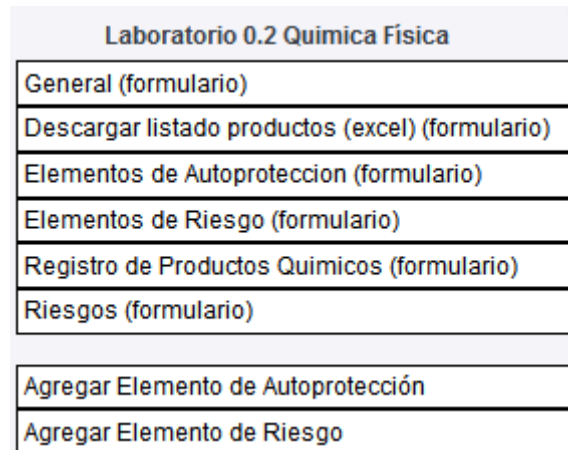 Laboratorio 0.2 Quimica Física
General (formulario)
Descargar listado productos (excel) (formulario)
Elementos de Autoproteccion (formulario)
Elementos de Riesgo (formulario)
Registro de Productos Quimicos (formulario)
Riesgos (formulario)
Agregar Elemento de Autoprotección
Agregar Elemento de Riesgo